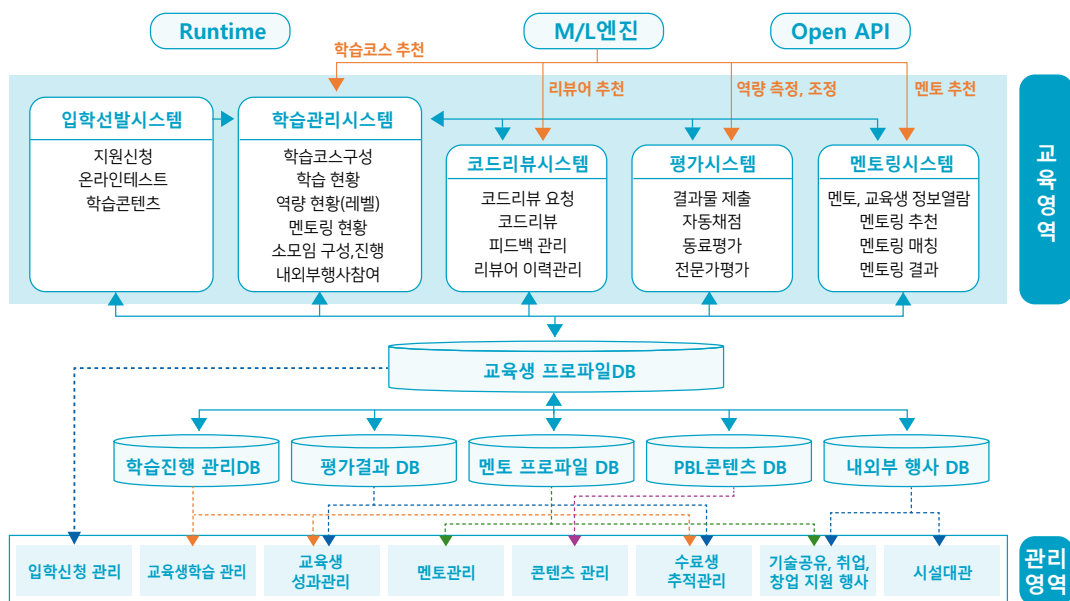 Runtime
M/L엔진
Open API
학습코스 추천
리뷰어 추천
역량 측정, 조정
멘토 추천
입학선발시스템
지원신청
온라인테스트
학습콘텐츠
학습관리시스템
학습코스구성
학습 현황
역량 현황(레벨)
멘토링 현황
소모임 구성,진행
내외부행사참여
코드리뷰시스템
코드리뷰 요청
코드리뷰
피드백 관리
리뷰어 이력관리
평가시스템
결과물 제출
자동채점
동료평가
전문가평가
멘토링시스템
멘토, 교육생 정보열람
멘토링 추천
멘토링 매칭
멘토링 결과
교육영역
교육생 프로파일DB
학습진행 관리DB
평가결과 DB
멘토 프로파일 DB
PBL콘텐츠 DB
내외부 행사 DB
입학신청 관리
교육생학습 관리
교육생
성과관리
멘토관리
콘텐츠 관리
수료생
추적관리
기술공유, 취업,
창업 지원 행사
시설대관
관리
영역